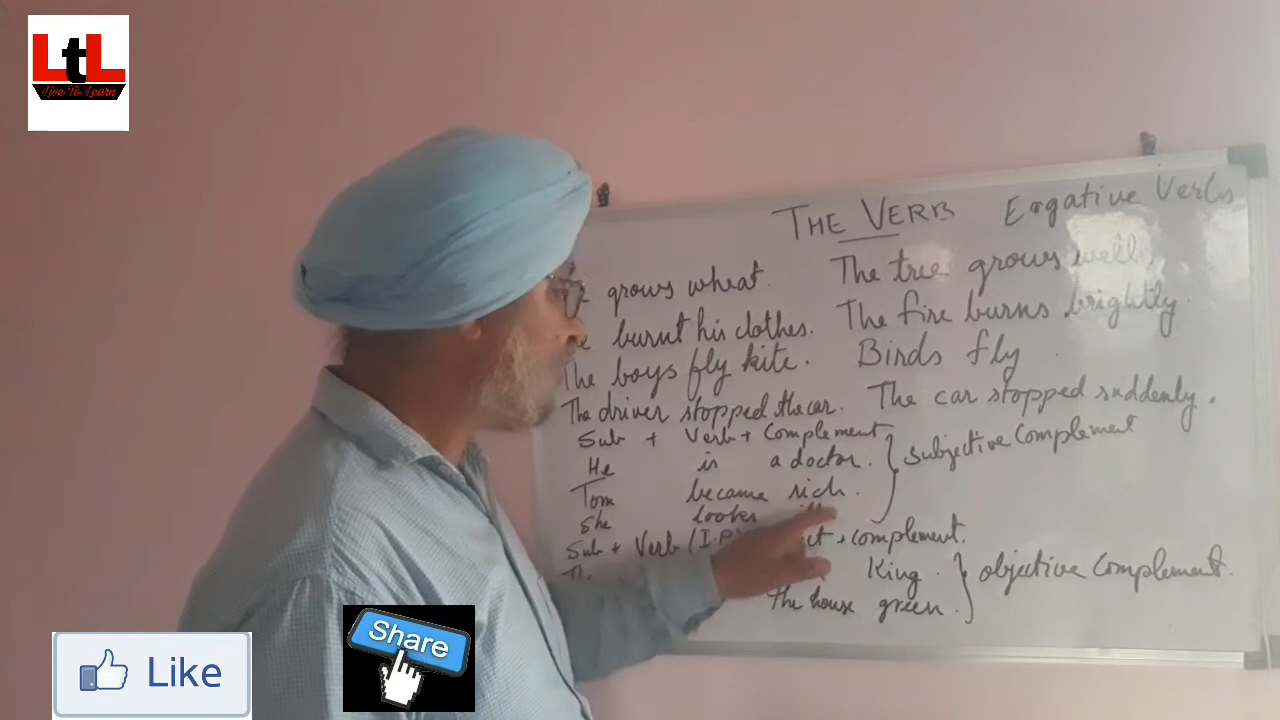 LtL
Live To Learn
THE VERB Ergative Verbs
grows wheat. The tree grows well.
burnt his clothes. The fire burns brightly.
The boys fly kite. Birds fly.
The driver stopped the car. The car stopped suddenly.
Sub + Verb + Complement
He is a doctor. } Subjective Complement
Tom became rich.
She looks
Sub + Verb (I.P) + complement.
King. } objective Complement.
the house green.
Share
Like